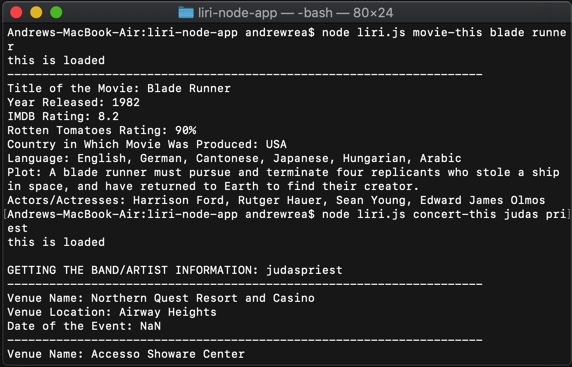 liri-node-app — -bash — 80×24
Andrews-MacBook-Air:liri-node-app andrewrea$ node liri.js movie-this blade runne
r
this is loaded
--------------------------------------------------------------------
Title of the Movie: Blade Runner
Year Released: 1982
IMDB Rating: 8.2
Rotten Tomatoes Rating: 90%
Country in Which Movie Was Produced: USA
Language: English, German, Cantonese, Japanese, Hungarian, Arabic
Plot: A blade runner must pursue and terminate four replicants who stole a ship
in space, and have returned to Earth to find their creator.
Actors/Actresses: Harrison Ford, Rutger Hauer, Sean Young, Edward James Olmos
[Andrews-MacBook-Air:liri-node-app andrewrea$ node liri.js concert-this judas pri]
est
this is loaded
GETTING THE BAND/ARTIST INFORMATION: judaspriest
--------------------------------------------------------------------
Venue Name: Northern Quest Resort and Casino
Venue Location: Airway Heights
Date of the Event: NaN
--------------------------------------------------------------------
Venue Name: Accesso Showare Center